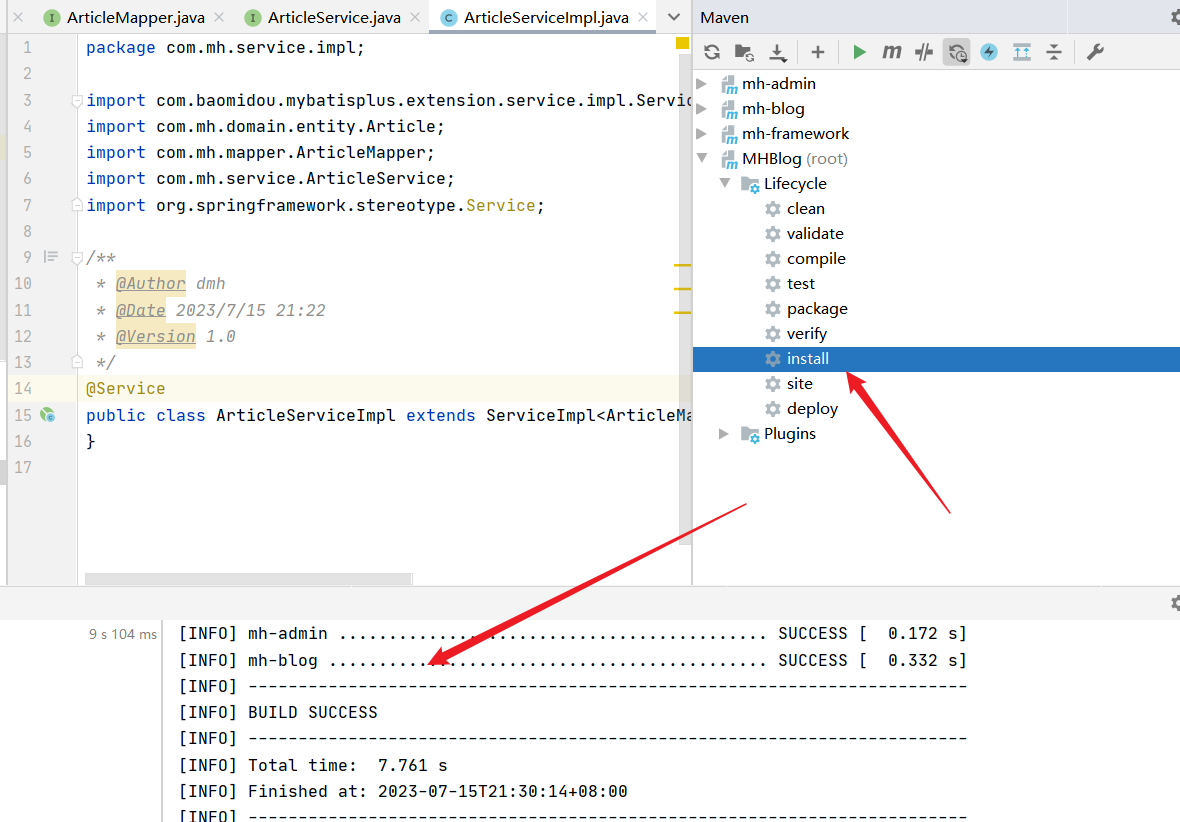 ArticleMapper.java
ArticleService.java
ArticleServiceImpl.java
Maven
1 package com.mh.service.impl;
2
3 import com.baomidou.mybatisplus.extension.service.impl.Servic
4 import com.mh.domain.entity.Article;
5 import com.mh.mapper.ArticleMapper;
6 import com.mh.service.ArticleService;
7 import org.springframework.stereotype.Service;
8
9 /**
10 * @Author dmh
11 * @Date 2023/7/15 21:22
12 * @Version 1.0
13 */
14 @Service
15 public class ArticleServiceImpl extends ServiceImpl<ArticleMa
16 }
17
mh-admin
mh-blog
mh-framework
MHBlog (root)
Lifecycle
clean
validate
compile
test
package
verify
install
site
deploy
Plugins
9 s 104 ms
[INFO] mh-admin ........................................... SUCCESS [  0.172 s]
[INFO] mh-blog ............................................ SUCCESS [  0.332 s]
[INFO] ------------------------------------------------------------------------
[INFO] BUILD SUCCESS
[INFO] ------------------------------------------------------------------------
[INFO] Total time:  7.761 s
[INFO] Finished at: 2023-07-15T21:30:14+08:00
[INFO] ------------------------------------------------------------------------